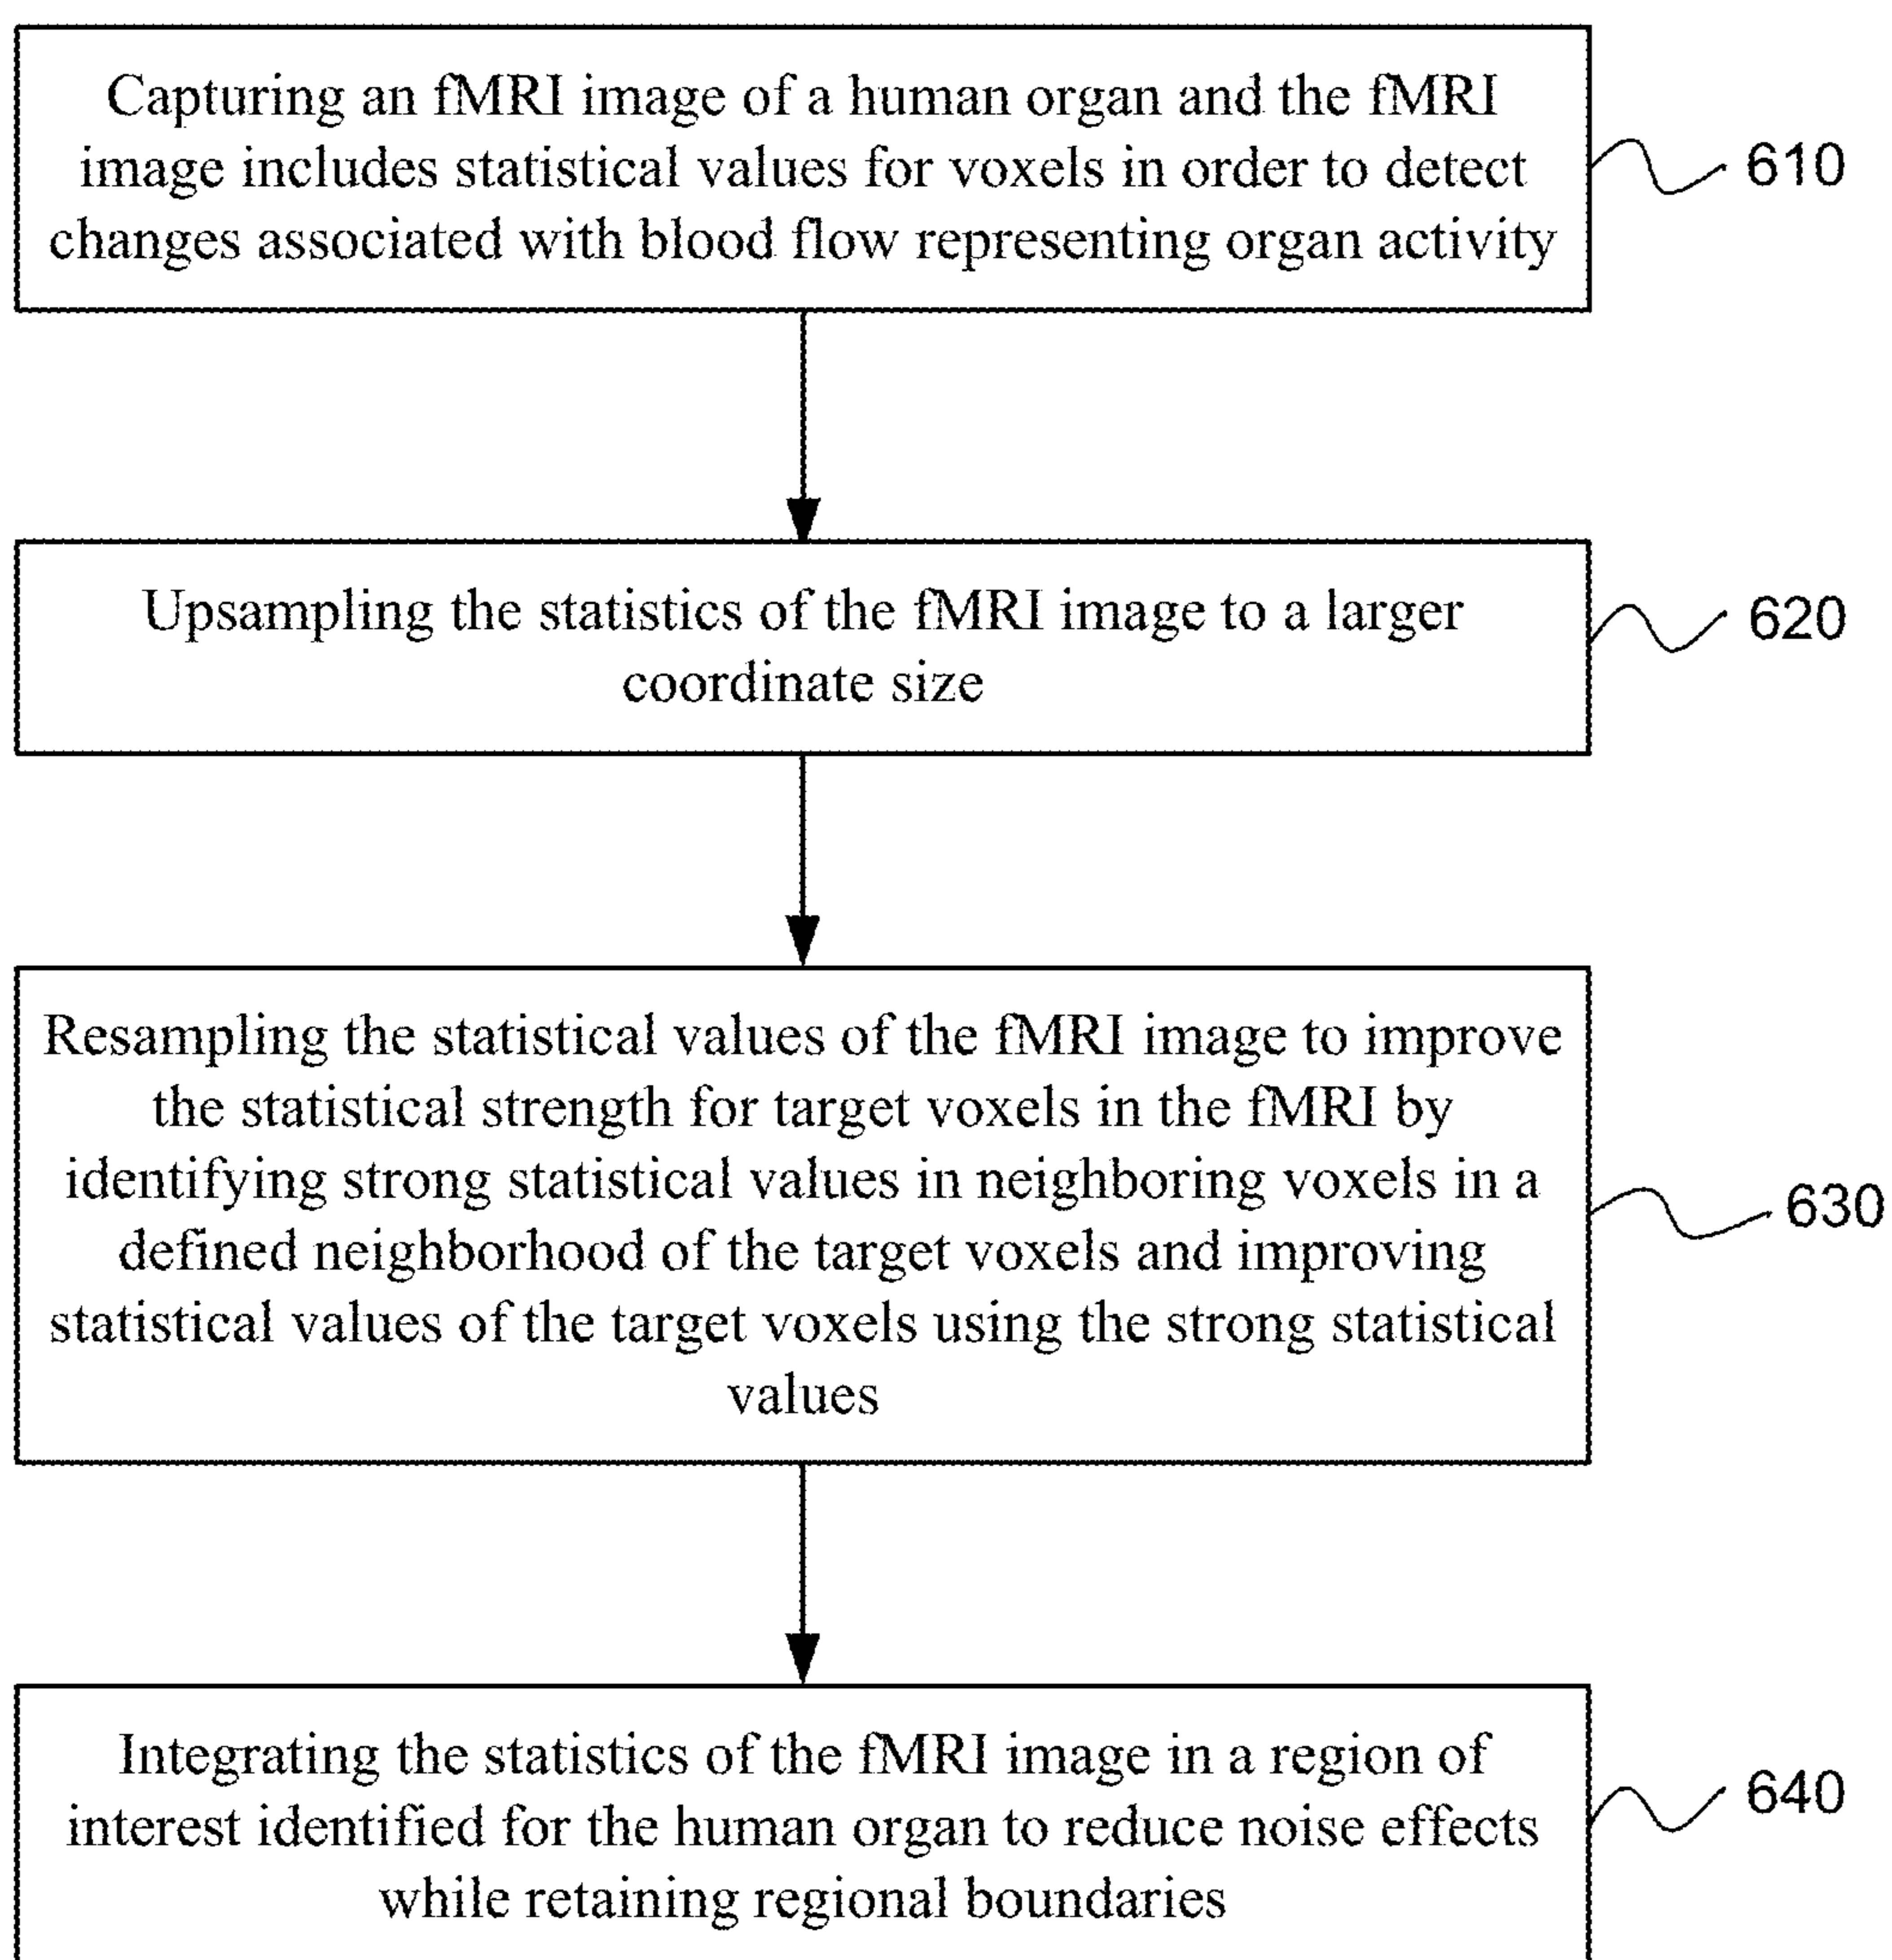 Capturing an fMRI image of a human organ and the fMRI
image includes statistical values for voxels in order to detect
changes associated with blood flow representing organ activity
610
Upsampling the statistics of the fMRI image to a larger
coordinate size
620
Resampling the statistical values of the fMRI image to improve
the statistical strength for target voxels in the fMRI by
identifying strong statistical values in neighboring voxels in a
defined neighborhood of the target voxels and improving
statistical values of the target voxels using the strong statistical
values
630
Integrating the statistics of the fMRI image in a region of
interest identified for the human organ to reduce noise effects
while retaining regional boundaries
640